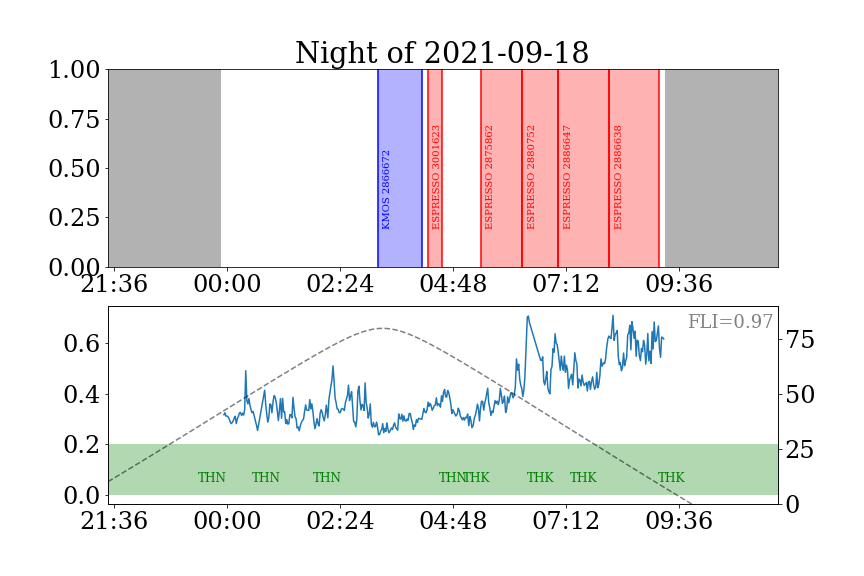 Night of 2021-09-18
1.00
0.75
0.50
0.25
0.00
KMOS 2866672
ESPRESSO 3001623
ESPRESSO 2875862
ESPRESSO 2880752
ESPRESSO 2886647
ESPRESSO 2886638
21:36 00:00 02:24 04:48 07:12 09:36
FLI=0.97
0.6
0.4
0.2
0.0
75
50
25
0
THN THN THN THN THK THK THK THK
21:36 00:00 02:24 04:48 07:12 09:36